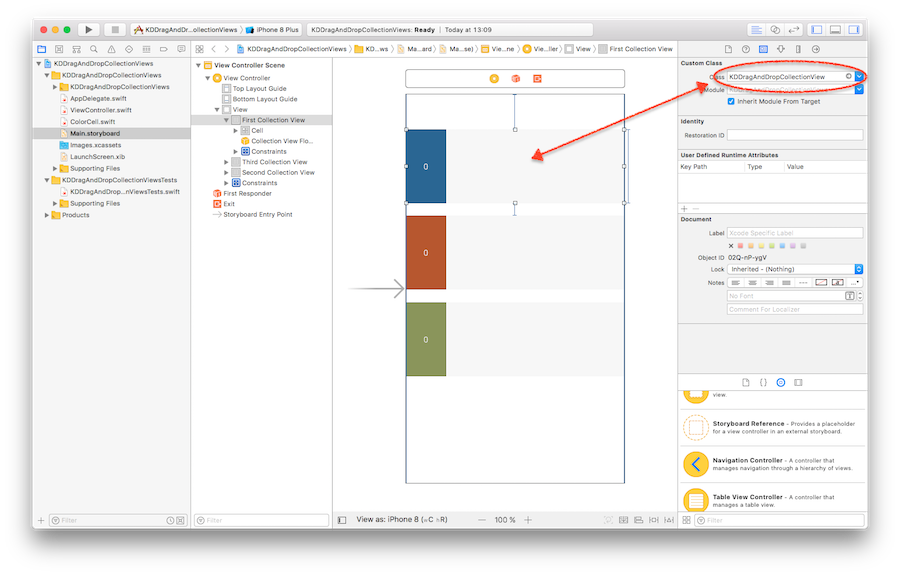 KDDragAndDr...ollectionViews
iPhone 8 Plus
KDDragAndDropCollectionViews: Ready
Today at 13:09
KDDragAndDropCollectionViews
KD...ws
Ma...ard
Ma...se)
Vie...ne
Vie...ller
View
First Collection View
KDDragAndDropCollectionViews
KDDragAndDropCollectionViews
KDDragAndDropCollectionViews
AppDelegate.swift
ViewController.swift
ColorCell.swift
Main.storyboard
Images.xcassets
LaunchScreen.xib
Supporting Files
KDDragAndDropCollectionViewsTests
KDDragAndDrop...nViewsTests.swift
Supporting Files
Products
Filter
View Controller Scene
View Controller
Top Layout Guide
Bottom Layout Guide
View
First Collection View
Cell
Collection View Flo...
Constraints
Third Collection View
Second Collection View
Constraints
First Responder
Exit
Storyboard Entry Point
Filter
0
0
0
View as: iPhone 8 (wC hR)
100 %
Custom Class
Class
KDDragAndDropCollectionView
Module
KDDragAndDropCollectionViews
Inherit Module From Target
Identity
Restoration ID
User Defined Runtime Attributes
Key Path
Type
Value
Document
Label
Xcode Specific Label
Object ID
02Q-nP-ygV
Lock
Inherited - (Nothing)
Notes
No Font
Comment For Localizer
view.
Storyboard Reference - Provides a placeholder
for a view controller in an external storyboard.
Navigation Controller - A controller that
manages navigation through a hierarchy of views.
Table View Controller - A controller that
manages a table view.
Filter